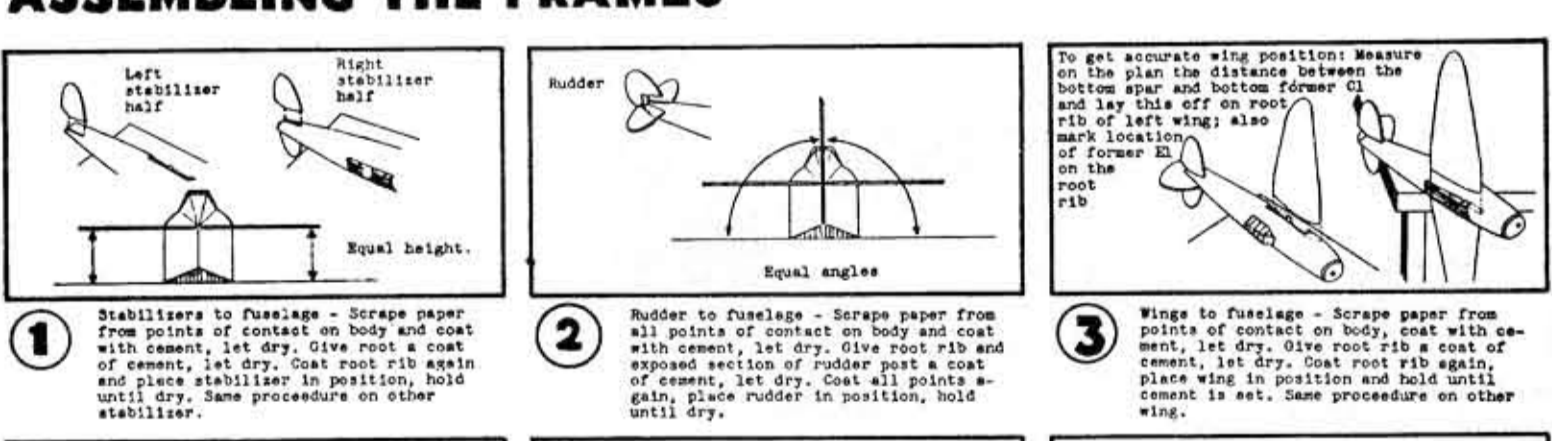 ASSEMBLING THE FRAMES
Left
stabilizer
half
Right
stabilizer
half
Equal height.
1
Stabilizers to fuselage - Scrape paper
from points of contact on body and coat
with cement, let dry. Give root a coat
of cement, let dry. Coat root rib again
and place stabilizer in position, hold
until dry. Same proceedure on other
stabilizer.
Rudder
Equal angles
2
Rudder to fuselage - Scrape paper from
all points of contact on body and coat
with cement, let dry. Give root rib and
exposed section of rudder post a coat
of cement, let dry. Coat all points a-
gain, place rudder in position, hold
until dry.
To get accurate wing position: Measure
on the plan the distance between the
bottom spar and bottom former C1
and lay this off on root
rib of left wing; also
mark location
of former E1
on the
root
rib
3
Wings to fuselage - Scrape paper from
points of contact on body, coat with ce-
ment, let dry. Give root rib a coat of
cement, let dry. Coat root rib again,
place wing in position and hold until
cement is set. Same proceedure on other
wing.